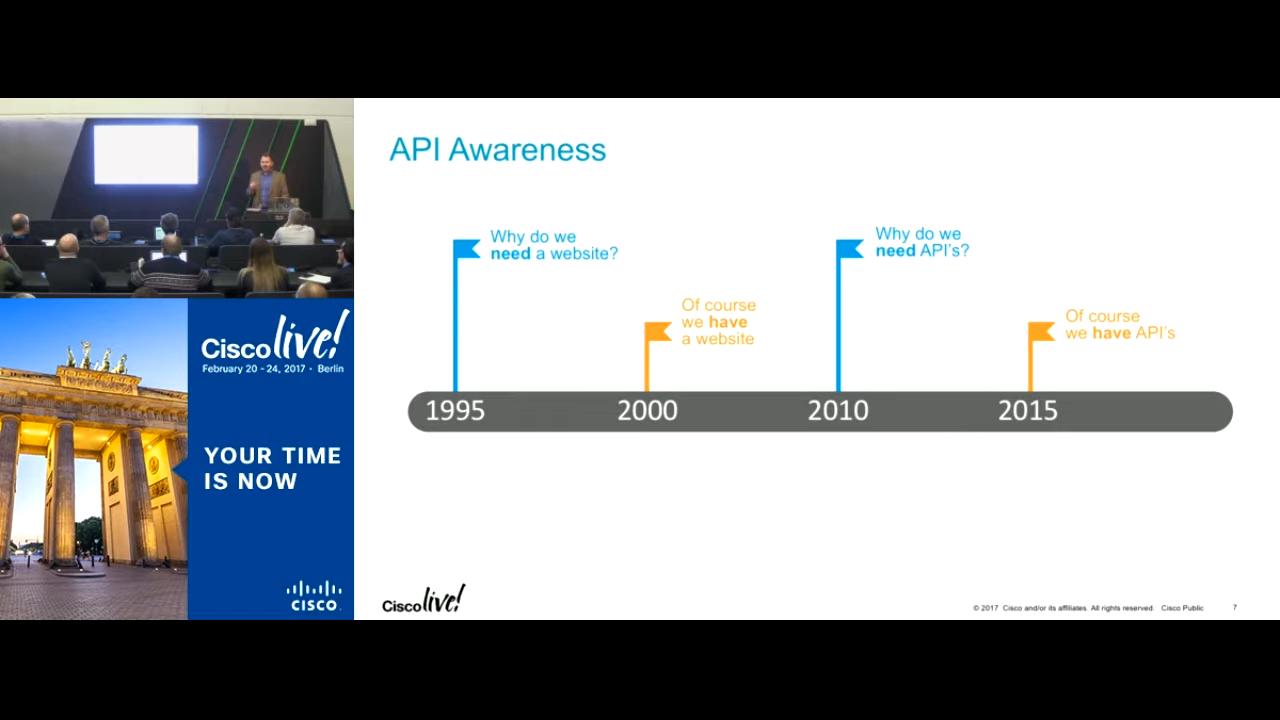 Cisco live!
February 20 - 24, 2017 • Berlin
YOUR TIME
IS NOW
CISCO
API Awareness
Why do we
need a website?
Of course
we have
a website
Why do we
need API's?
Of course
we have API's
1995
2000
2010
2015
Cisco live!
© 2017 Cisco and/or its affiliates. All rights reserved. Cisco Public
7